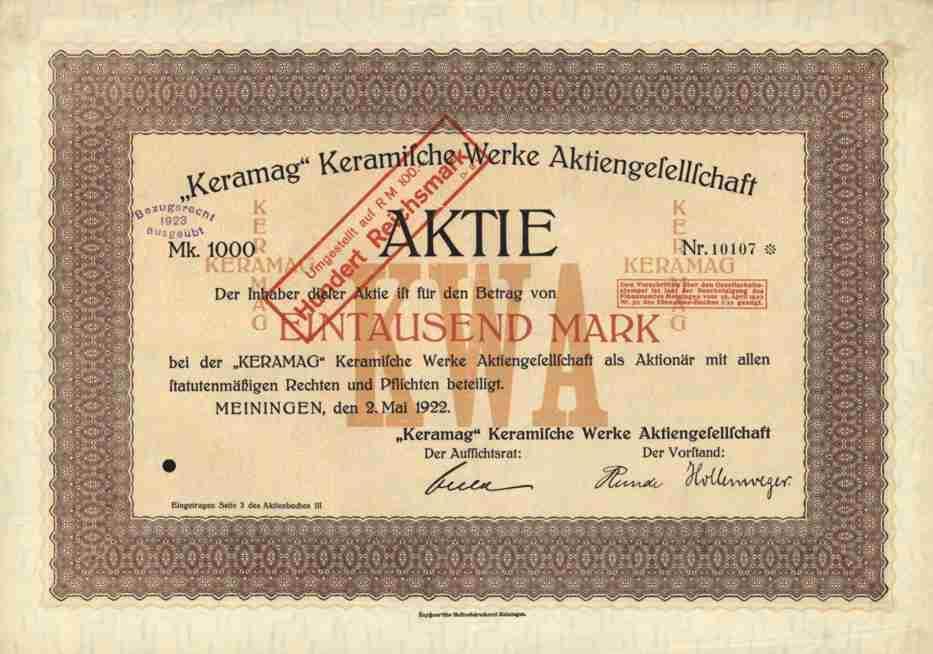 „Keramag“ Keramiſche Werke Aktiengeſellſchaft
Bezugsrecht
1923
ausgeübt
Umgestellt auf RM 100.-
Hundert Reichsmark
KERAMAG
KERAMAG
Mk. 1000
AKTIE
Nr. 10107 *
KERAMAG
KERAMAG
KWA
Der Inhaber dieſer Aktie iſt für den Betrag von
EINTAUSEND MARK
bei der „KERAMAG“ Keramiſche Werke Aktiengeſellſchaft als Aktionär mit allen
ſtatutenmäßigen Rechten und Pflichten beteiligt.
MEININGEN, den 2. Mai 1922.
„Keramag“ Keramiſche Werke Aktiengeſellſchaft
Der Auffichtsrat:
Der Vorſtand:
Hollenweger
Eingetragen Seite 3 des Aktienbuches III